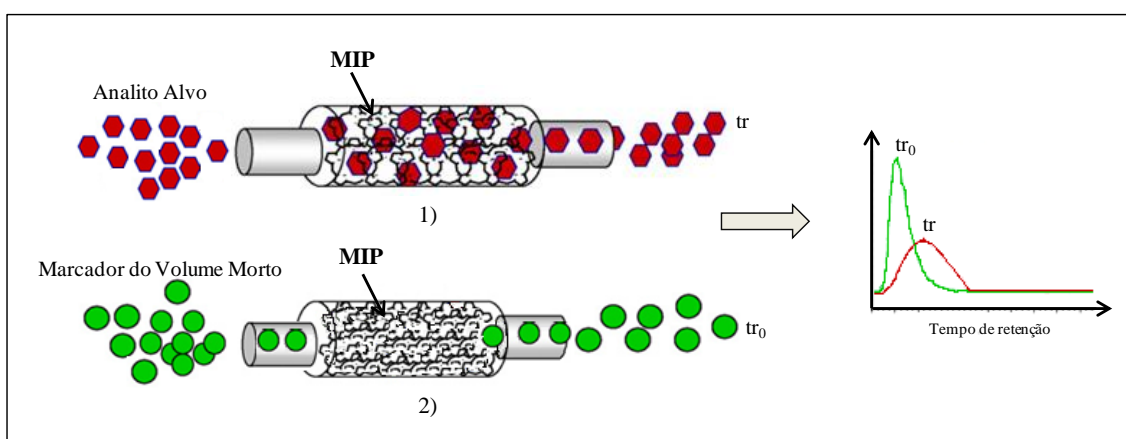 MIP
Analito Alvo
tr
1)
MIP
Marcador do Volume Morto
tr₀
2)
tr₀
tr
Tempo de retenção